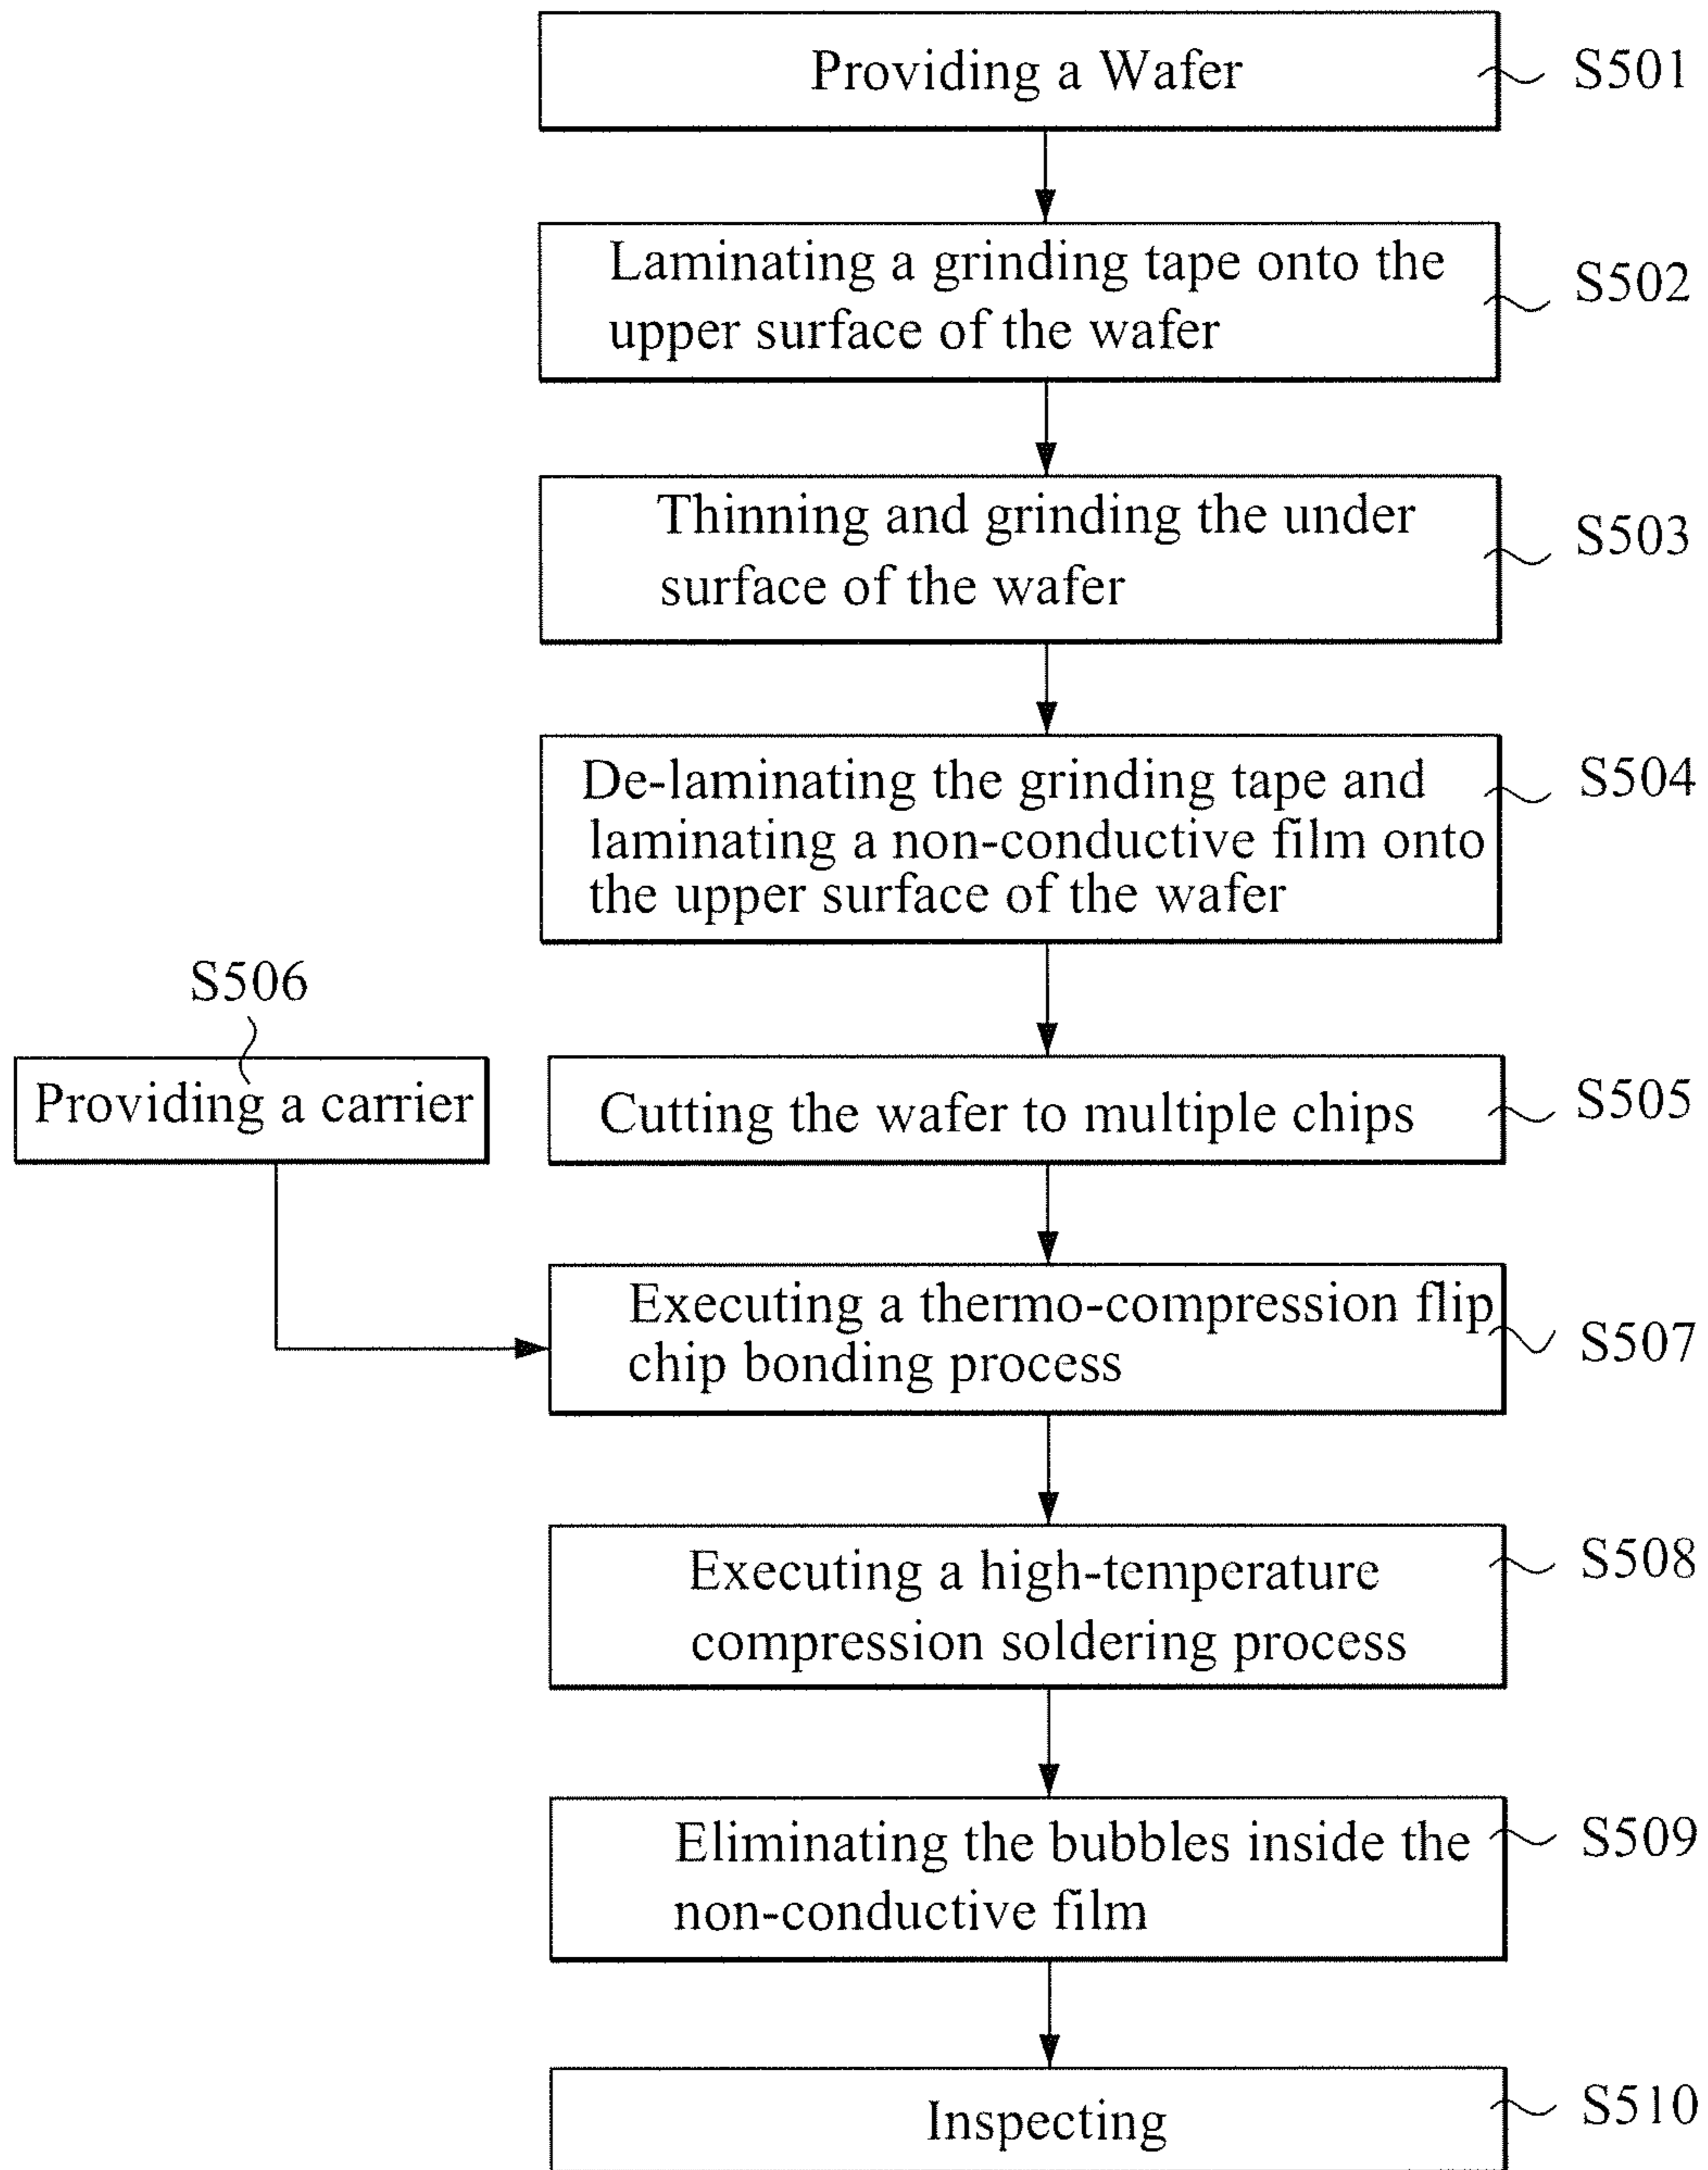 Providing a Wafer
S501
Laminating a grinding tape onto the
upper surface of the wafer
S502
Thinning and grinding the under
surface of the wafer
S503
De-laminating the grinding tape and
laminating a non-conductive film onto
the upper surface of the wafer
S504
S506
Providing a carrier
Cutting the wafer to multiple chips
S505
Executing a thermo-compression flip
chip bonding process
S507
Executing a high-temperature
compression soldering process
S508
Eliminating the bubbles inside the
non-conductive film
S509
Inspecting
S510